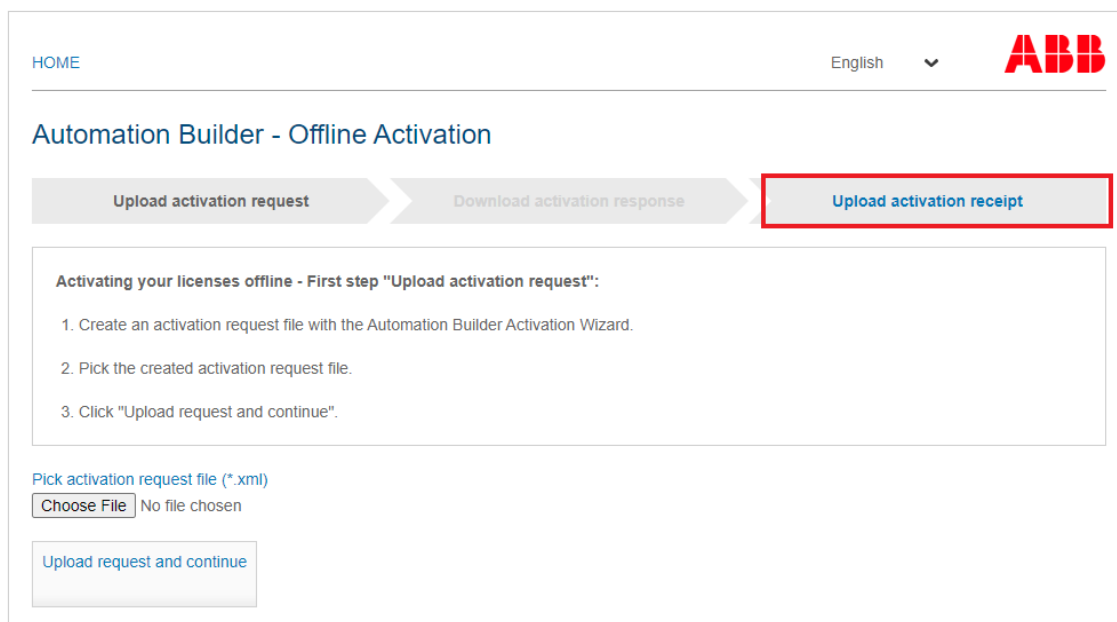 HOME
English
ABB
Automation Builder - Offline Activation
Upload activation request
Download activation response
Upload activation receipt
Activating your licenses offline - First step "Upload activation request":
1. Create an activation request file with the Automation Builder Activation Wizard.
2. Pick the created activation request file.
3. Click "Upload request and continue".
Pick activation request file (*.xml)
Choose File No file chosen
Upload request and continue